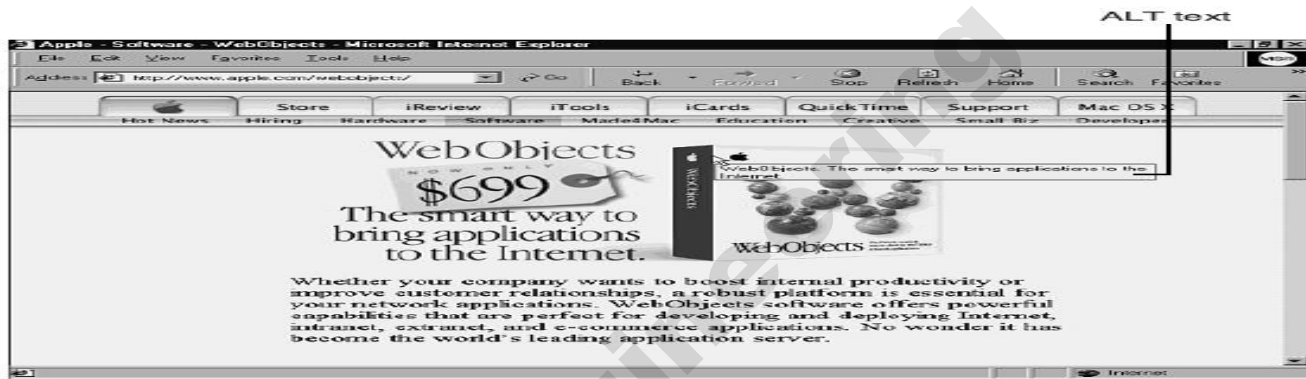 ALT text
Apple - Software - WebObjects - Microsoft Internet Explorer
File Edit View Favorites Tools Help
Address http://www.apple.com/webobjects/ Go Back Forward Stop Refresh Home Search Favorites
Store iReview iTools iCards QuickTime Support Mac OS X
Hot News Hiring Hardware Software Made4Mac Education Creative Small Biz Developer
WebObjects
NOW ONLY
$699
The smart way to
bring applications
to the Internet.
WebObjects
WebObjects. The smart way to bring applications to the
Internet.
WebObjects
Whether your company wants to boost internal productivity or
improve customer relationships, a robust platform is essential for
your network applications. WebObjects software offers powerful
capabilities that are perfect for developing and deploying Internet,
intranet, extranet, and e-commerce applications. No wonder it has
become the world's leading application server.
Internet